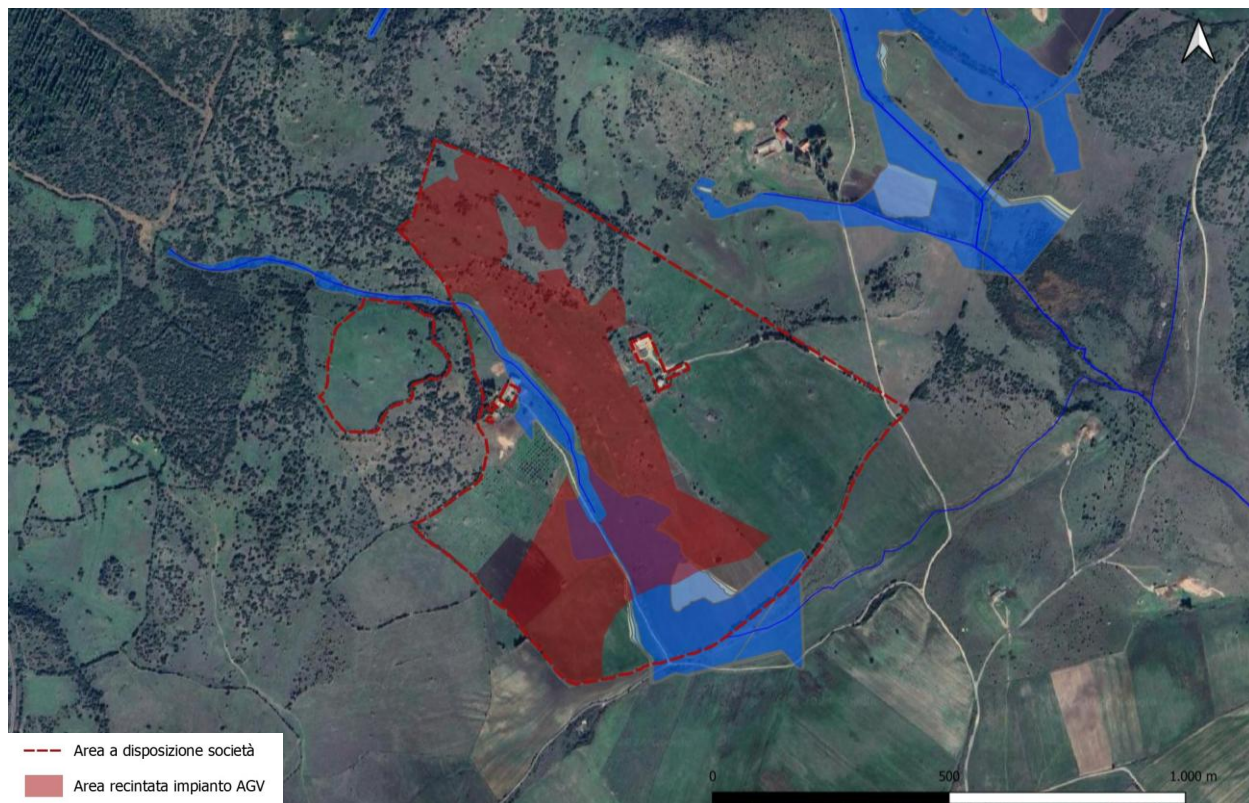 Area a disposizione società
Area recintata impianto AGV
0 500 1.000 m